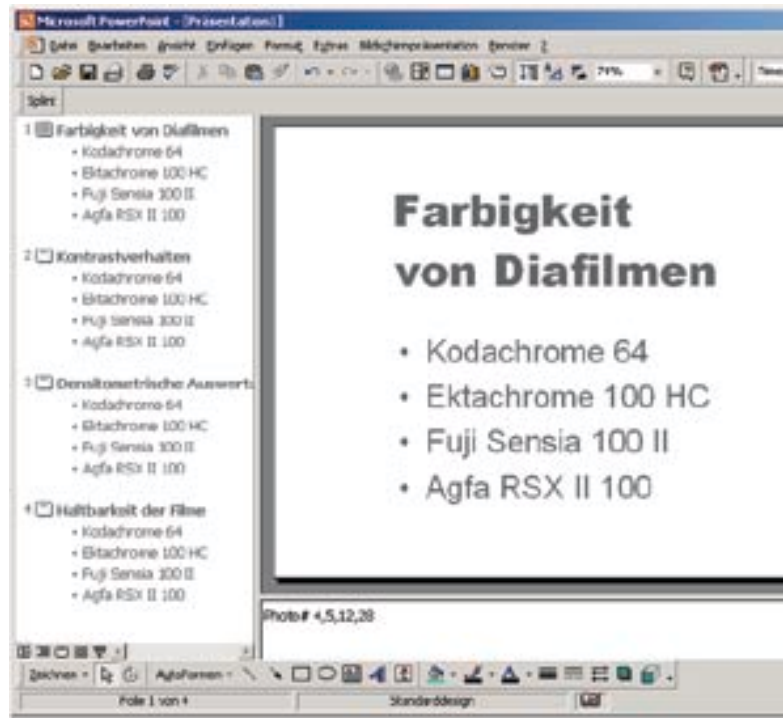 Microsoft PowerPoint - [Präsentation1]
Datei Bearbeiten Ansicht Einfügen Format Extras Bildschirmpräsentation Fenster ?
74%
1 Farbigkeit von Diafilmen
• Kodachrome 64
• Ektachrome 100 HC
• Fuji Sensia 100 II
• Agfa RSX II 100
2 Kontrastverhalten
• Kodachrome 64
• Ektachrome 100 HC
• Fuji Sensia 100 II
• Agfa RSX II 100
3 Densitometrische Auswert
• Kodachrome 64
• Ektachrome 100 HC
• Fuji Sensia 100 II
• Agfa RSX II 100
4 Haltbarkeit der Filme
• Kodachrome 64
• Ektachrome 100 HC
• Fuji Sensia 100 II
• Agfa RSX II 100
Farbigkeit
von Diafilmen
• Kodachrome 64
• Ektachrome 100 HC
• Fuji Sensia 100 II
• Agfa RSX II 100
Photo# 4,5,12,28
Zeichnen AutoFormen
Folie 1 von 4 Standarddesign